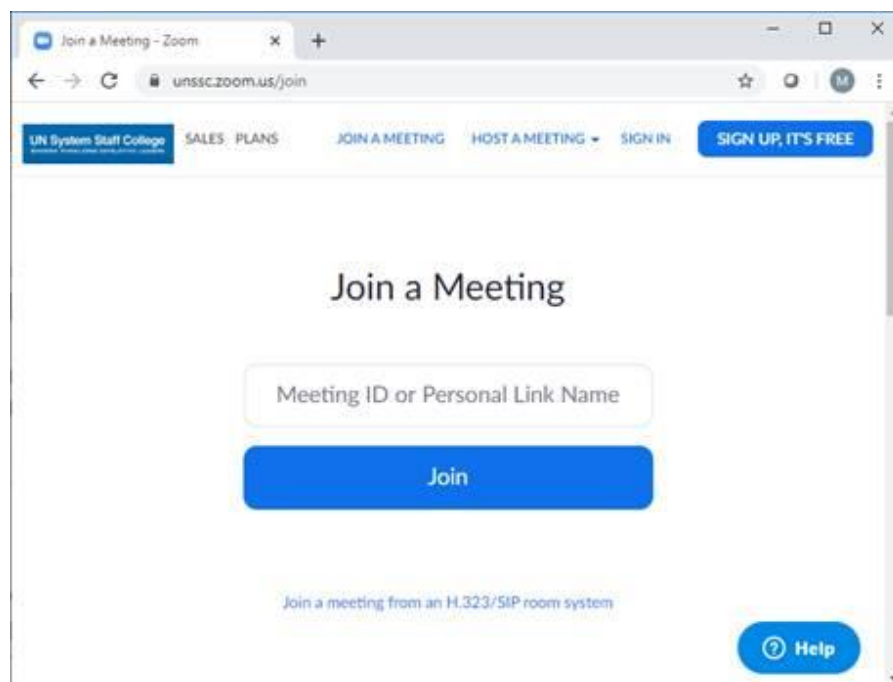 Join a Meeting - Zoom
unssc.zoom.us/join
M
UN System Staff College SALES PLANS JOIN A MEETING HOST A MEETING SIGN IN SIGN UP, IT'S FREE
Join a Meeting
Meeting ID or Personal Link Name
Join
Join a meeting from an H.323/SIP room system
? Help